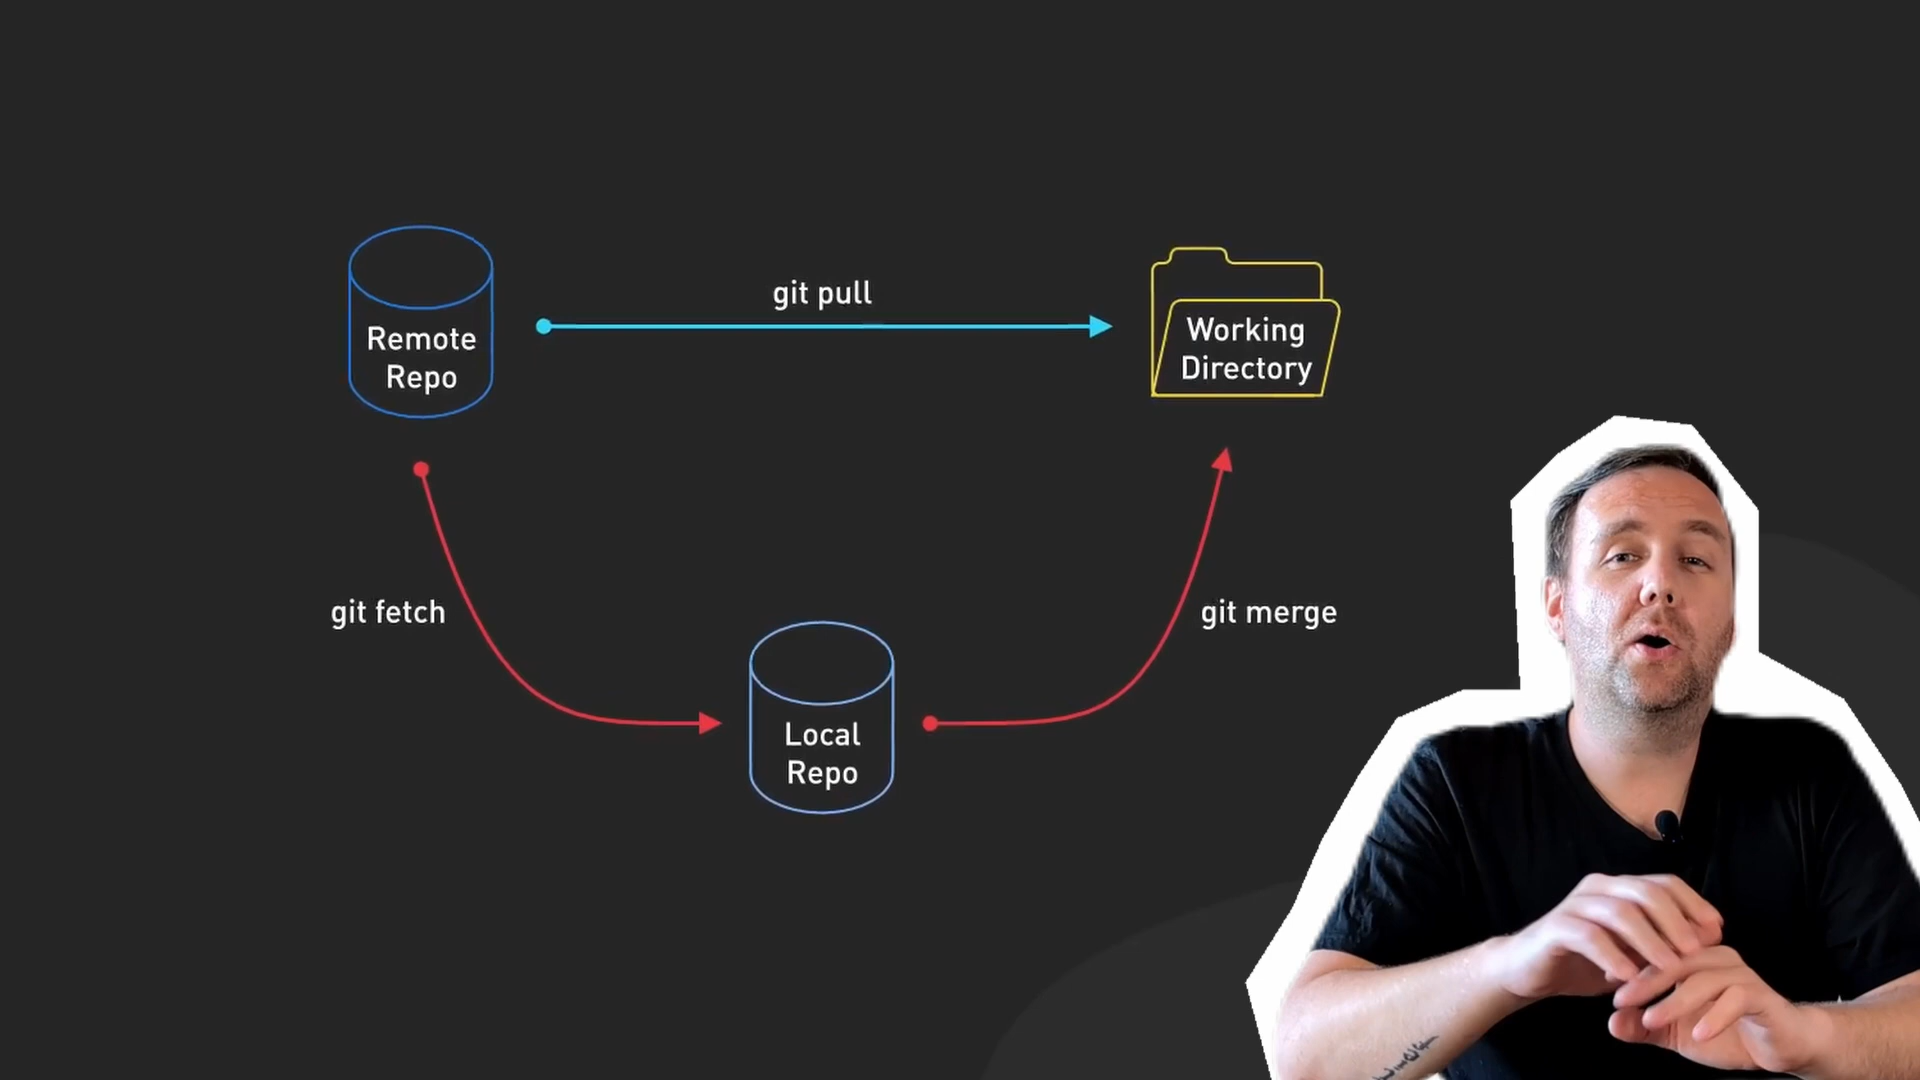 git pull
Remote
Repo
Working
Directory
git fetch
git merge
Local
Repo